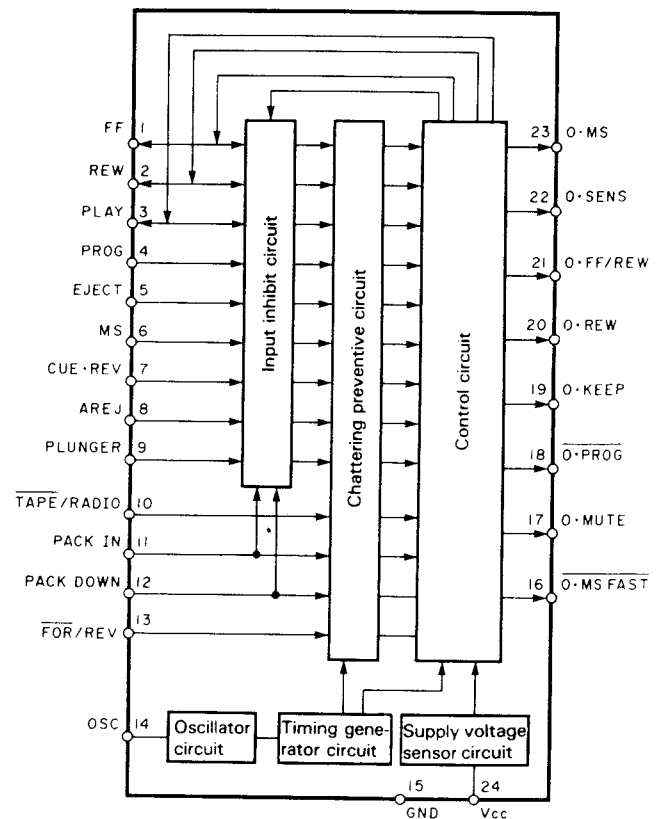 FF 1
REW 2
PLAY 3
PROG 4
EJECT 5
MS 6
CUE·REV 7
AREJ 8
PLUNGER 9
TAPE/RADIO 10
PACK IN 11
PACK DOWN 12
FOR/REV 13
OSC 14
Input inhibit circuit
Chattering preventive circuit
Control circuit
23 O·MS
22 O·SENS
21 O·FF/REW
20 O·REW
19 O·KEEP
18 O·PROG
17 O·MUTE
16 O·MS FAST
Oscillator
circuit
Timing gene-
rator circuit
Supply voltage
sensor circuit
15
GND
24
Vcc